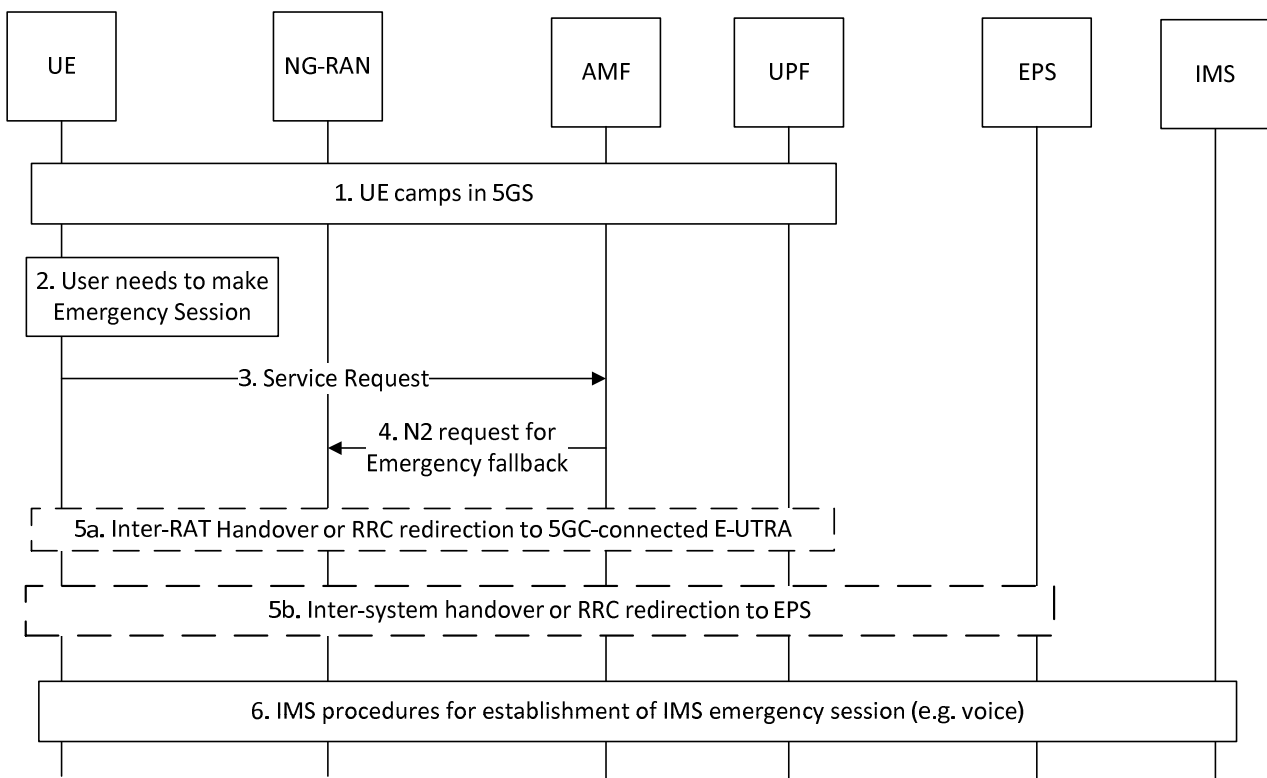 UE
NG-RAN
AMF
UPF
EPS
IMS
1. UE camps in 5GS
2. User needs to make
Emergency Session
3. Service Request
4. N2 request for
Emergency fallback
5a. Inter-RAT Handover or RRC redirection to 5GC-connected E-UTRA
5b. Inter-system handover or RRC redirection to EPS
6. IMS procedures for establishment of IMS emergency session (e.g. voice)